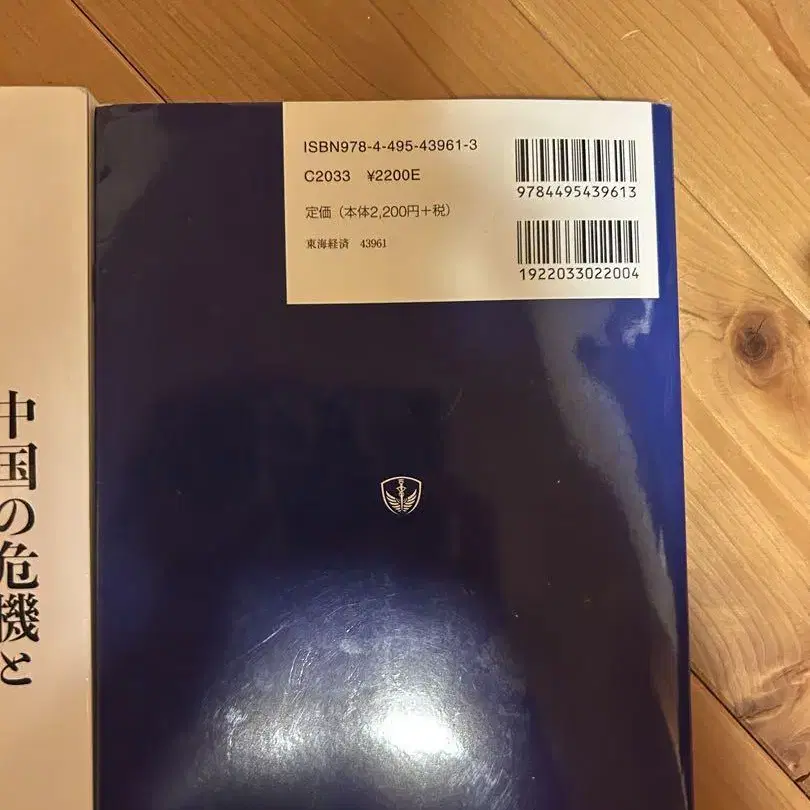 ISBN978-4-495-43961-3
C2033 ¥2200E
定価（本体2,200円＋税）
東海経済 43961
9784495439613
1922033022004
中国の危機と